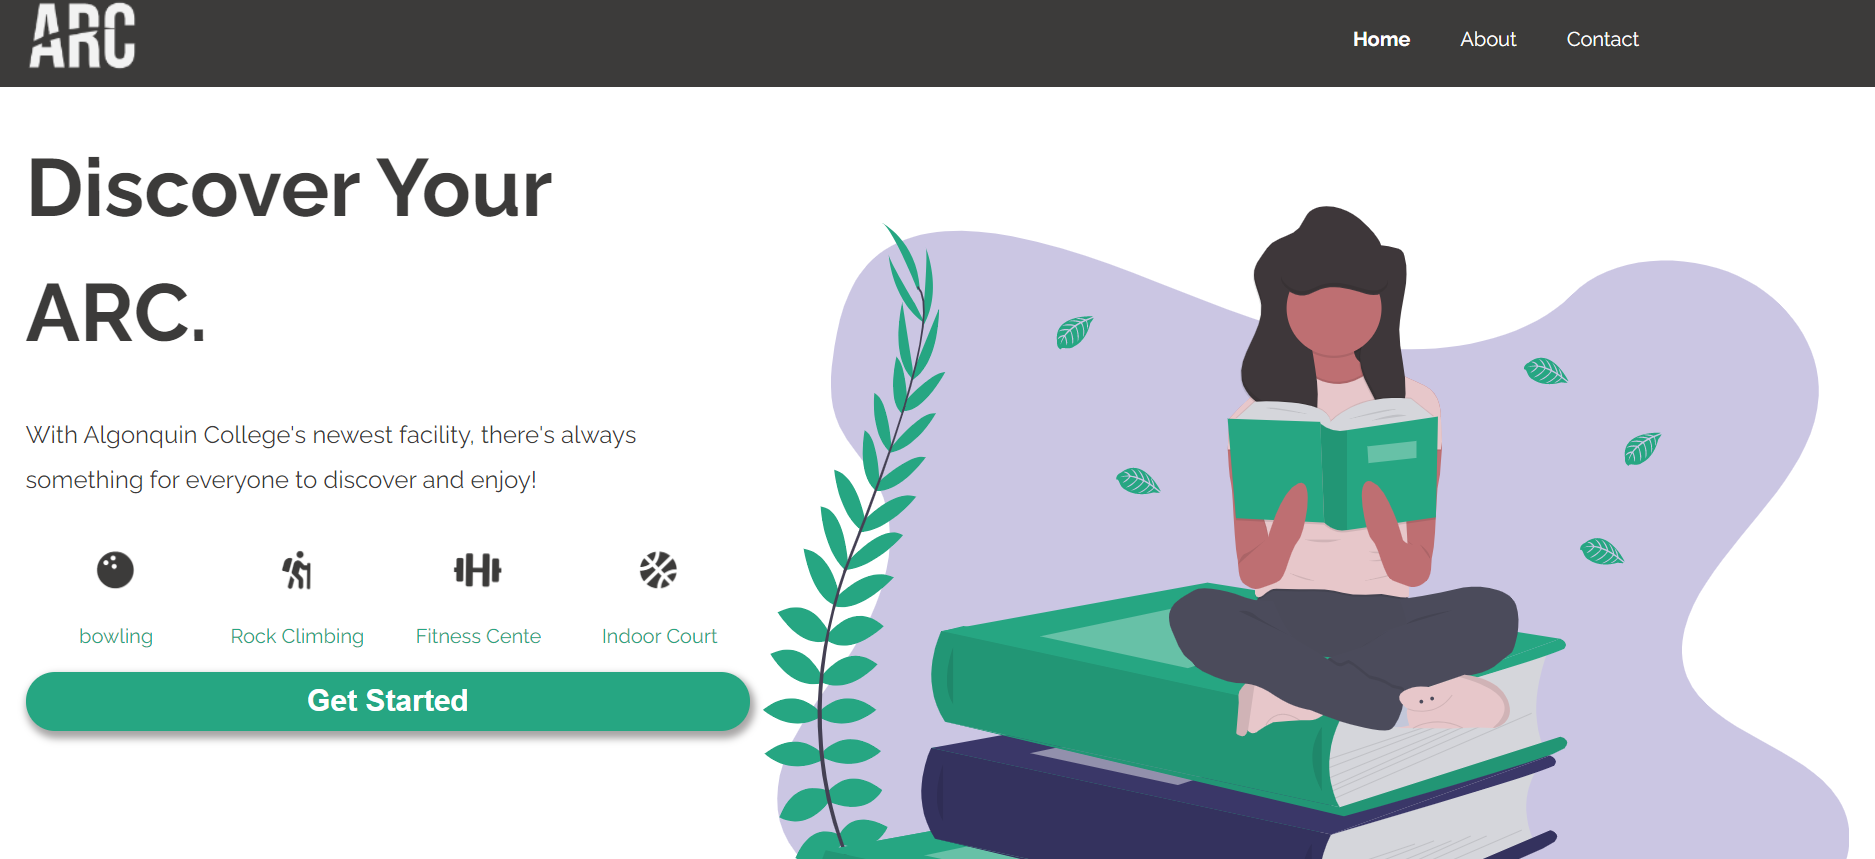 ARC
Home
About
Contact
Discover Your
ARC.
With Algonquin College's newest facility, there's always
something for everyone to discover and enjoy!
bowling
Rock Climbing
Fitness Cente
Indoor Court
Get Started